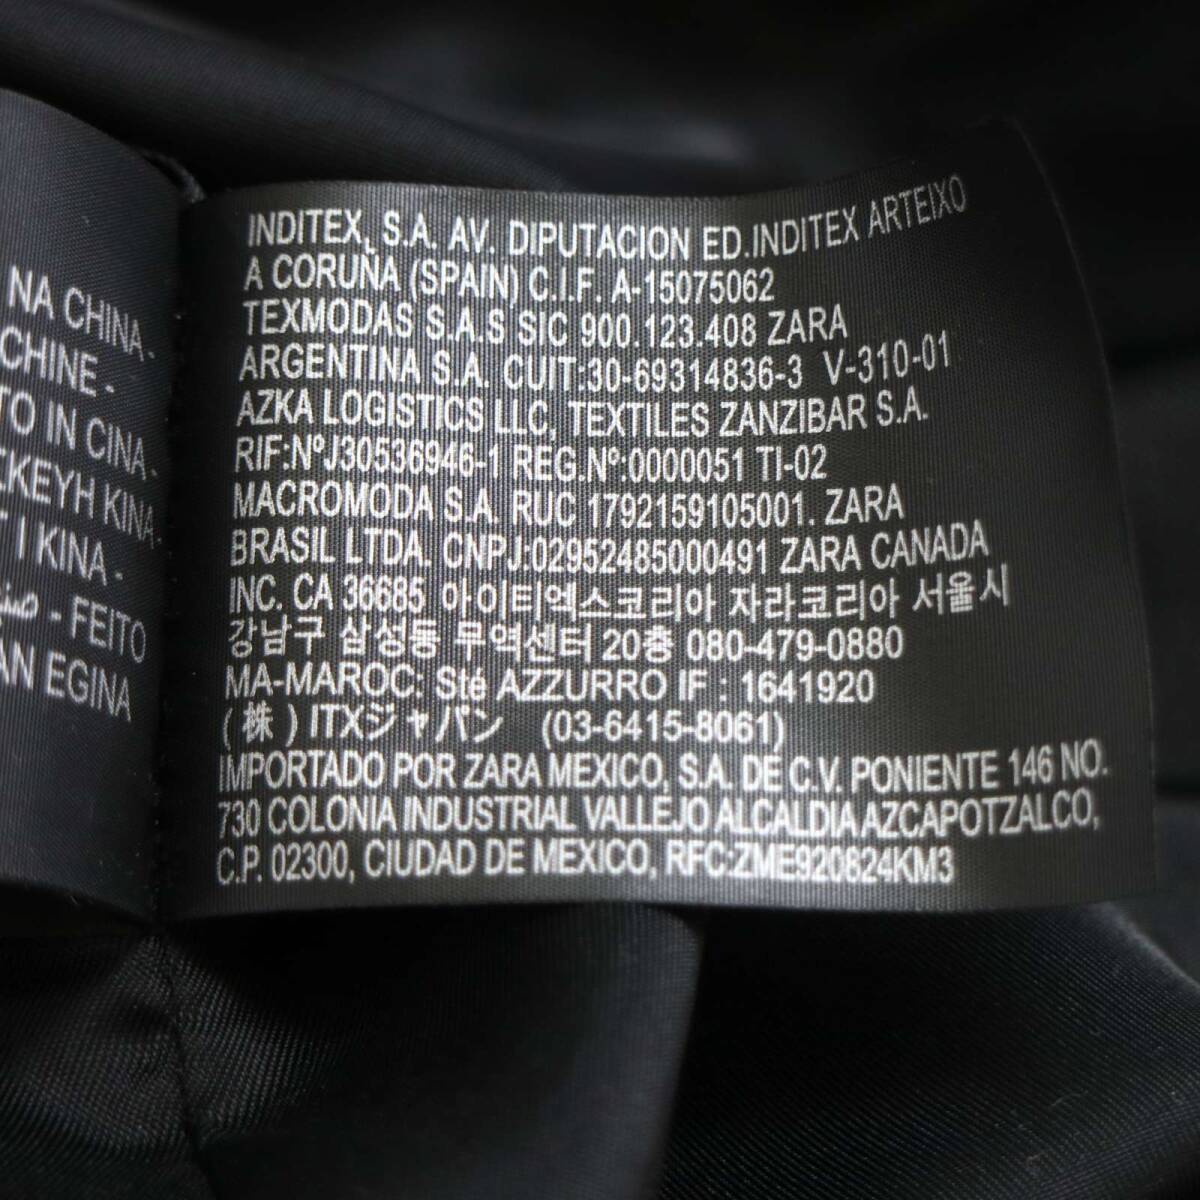 NA CHINA -
CHINE -
TO IN CINA -
KINA -
T I KINA -
- FEITO
EGINA
INDITEX, S.A. AV. DIPUTACION ED.INDITEX ARTEIXO
A CORUÑA (SPAIN) C.I.F. A-15075062
TEXMODAS S.A.S SIC 900.123.408 ZARA
ARGENTINA S.A. CUIT:30-69314836-3 V-310-01
AZKA LOGISTICS LLC, TEXTILES ZANZIBAR S.A.
RIF:NºJ30536946-1 REG.Nº:0000051 TI-02
MACROMODA S.A. RUC 1792159105001. ZARA
BRASIL LTDA. CNPJ:02952485000491 ZARA CANADA
INC. CA 36685 아이티엑스코리아 자라코리아 서울시
강남구 삼성동 무역센터 20층 080-479-0880
MA-MAROC: Sté AZZURRO IF : 1641920
(株) ITXジャパン (03-6415-8061)
IMPORTADO POR ZARA MEXICO, S.A. DE C.V. PONIENTE 146 NO.
730 COLONIA INDUSTRIAL VALLEJO ALCALDIA AZCAPOTZALCO,
C.P. 02300, CIUDAD DE MEXICO, RFC:ZME920824KM3